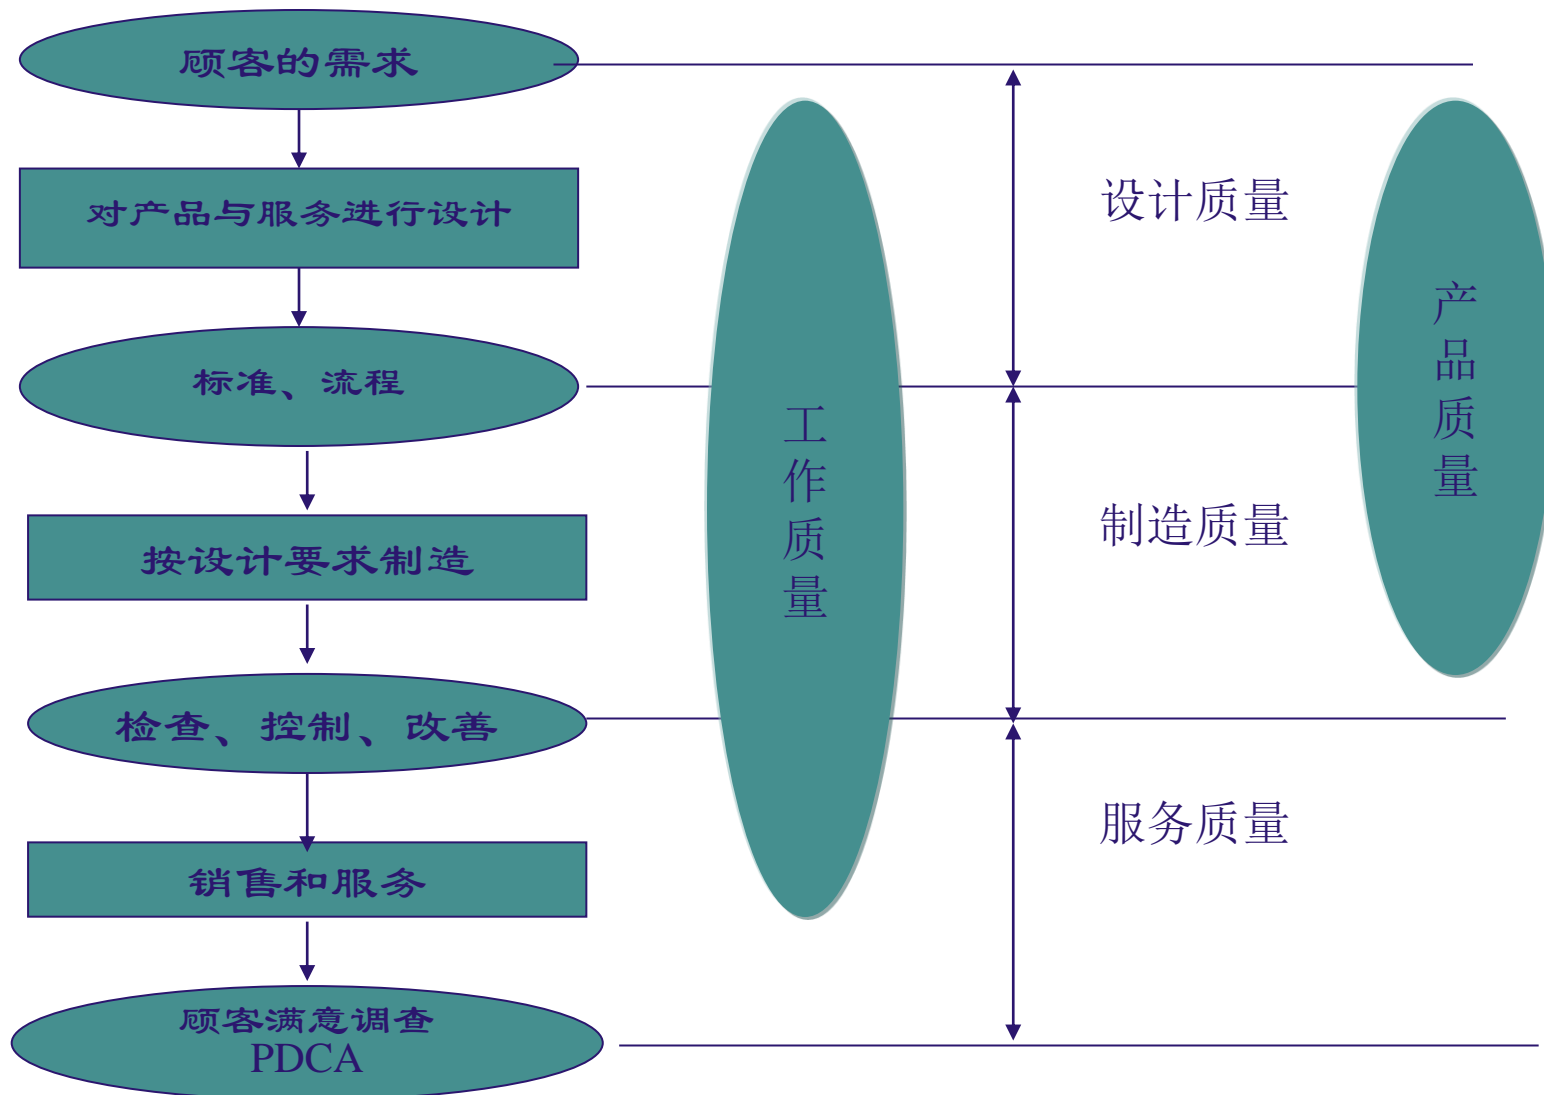 顾客的需求
对产品与服务进行设计
标准、流程
按设计要求制造
检查、控制、改善
销售和服务
顾客满意调查
PDCA
工作质量
设计质量
制造质量
服务质量
产品质量